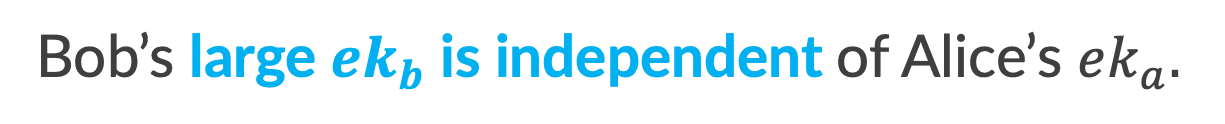 Bob’s large ek_b is independent of Alice’s ek_a.